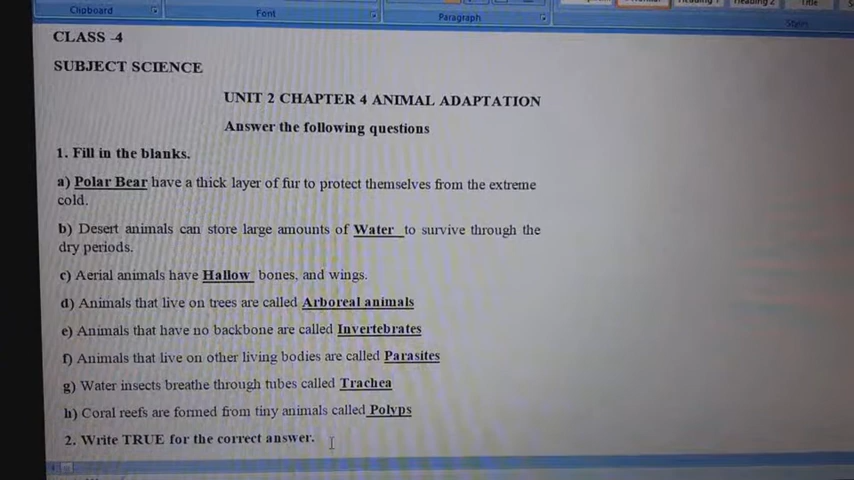 Clipboard
Font
Paragraph
Heading 2
Title
CLASS -4
SUBJECT SCIENCE
UNIT 2 CHAPTER 4 ANIMAL ADAPTATION
Answer the following questions
1. Fill in the blanks.
a) Polar Bear have a thick layer of fur to protect themselves from the extreme
cold.
b) Desert animals can store large amounts of Water to survive through the
dry periods.
c) Aerial animals have Hallow bones, and wings.
d) Animals that live on trees are called Arboreal animals
e) Animals that have no backbone are called Invertebrates
f) Animals that live on other living bodies are called Parasites
g) Water insects breathe through tubes called Trachea
h) Coral reefs are formed from tiny animals called Polyps
2. Write TRUE for the correct answer.